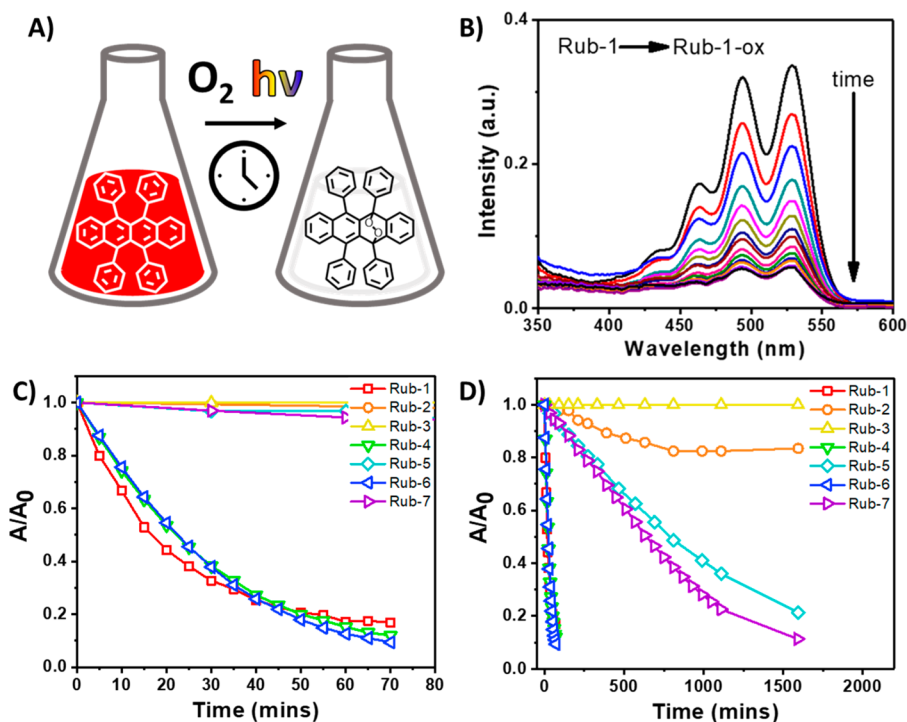 A)
O2 hν
O
O
B)
Rub-1 Rub-1-ox
time
Intensity (a.u.)
0.4
0.2
0.0
350 400 450 500 550 600
Wavelength (nm)
C)
Rub-1
Rub-2
Rub-3
Rub-4
Rub-5
Rub-6
Rub-7
A/A0
1.0
0.8
0.6
0.4
0.2
0.0
0 10 20 30 40 50 60 70 80
Time (mins)
D)
Rub-1
Rub-2
Rub-3
Rub-4
Rub-5
Rub-6
Rub-7
A/A0
1.0
0.8
0.6
0.4
0.2
0.0
0 500 1000 1500 2000
Time (mins)